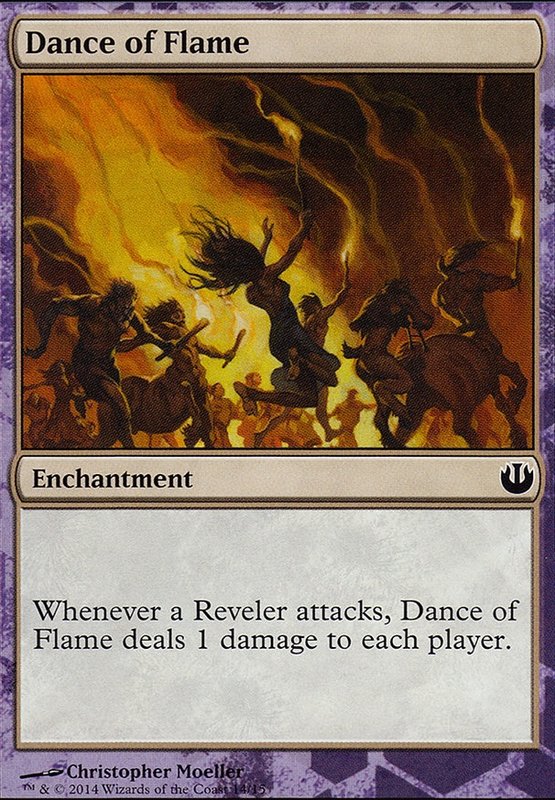 Dance of Flame
Enchantment
Whenever a Reveler attacks, Dance of
Flame deals 1 damage to each player.
Christopher Moeller
™ & © 2014 Wizards of the Coast 14/15